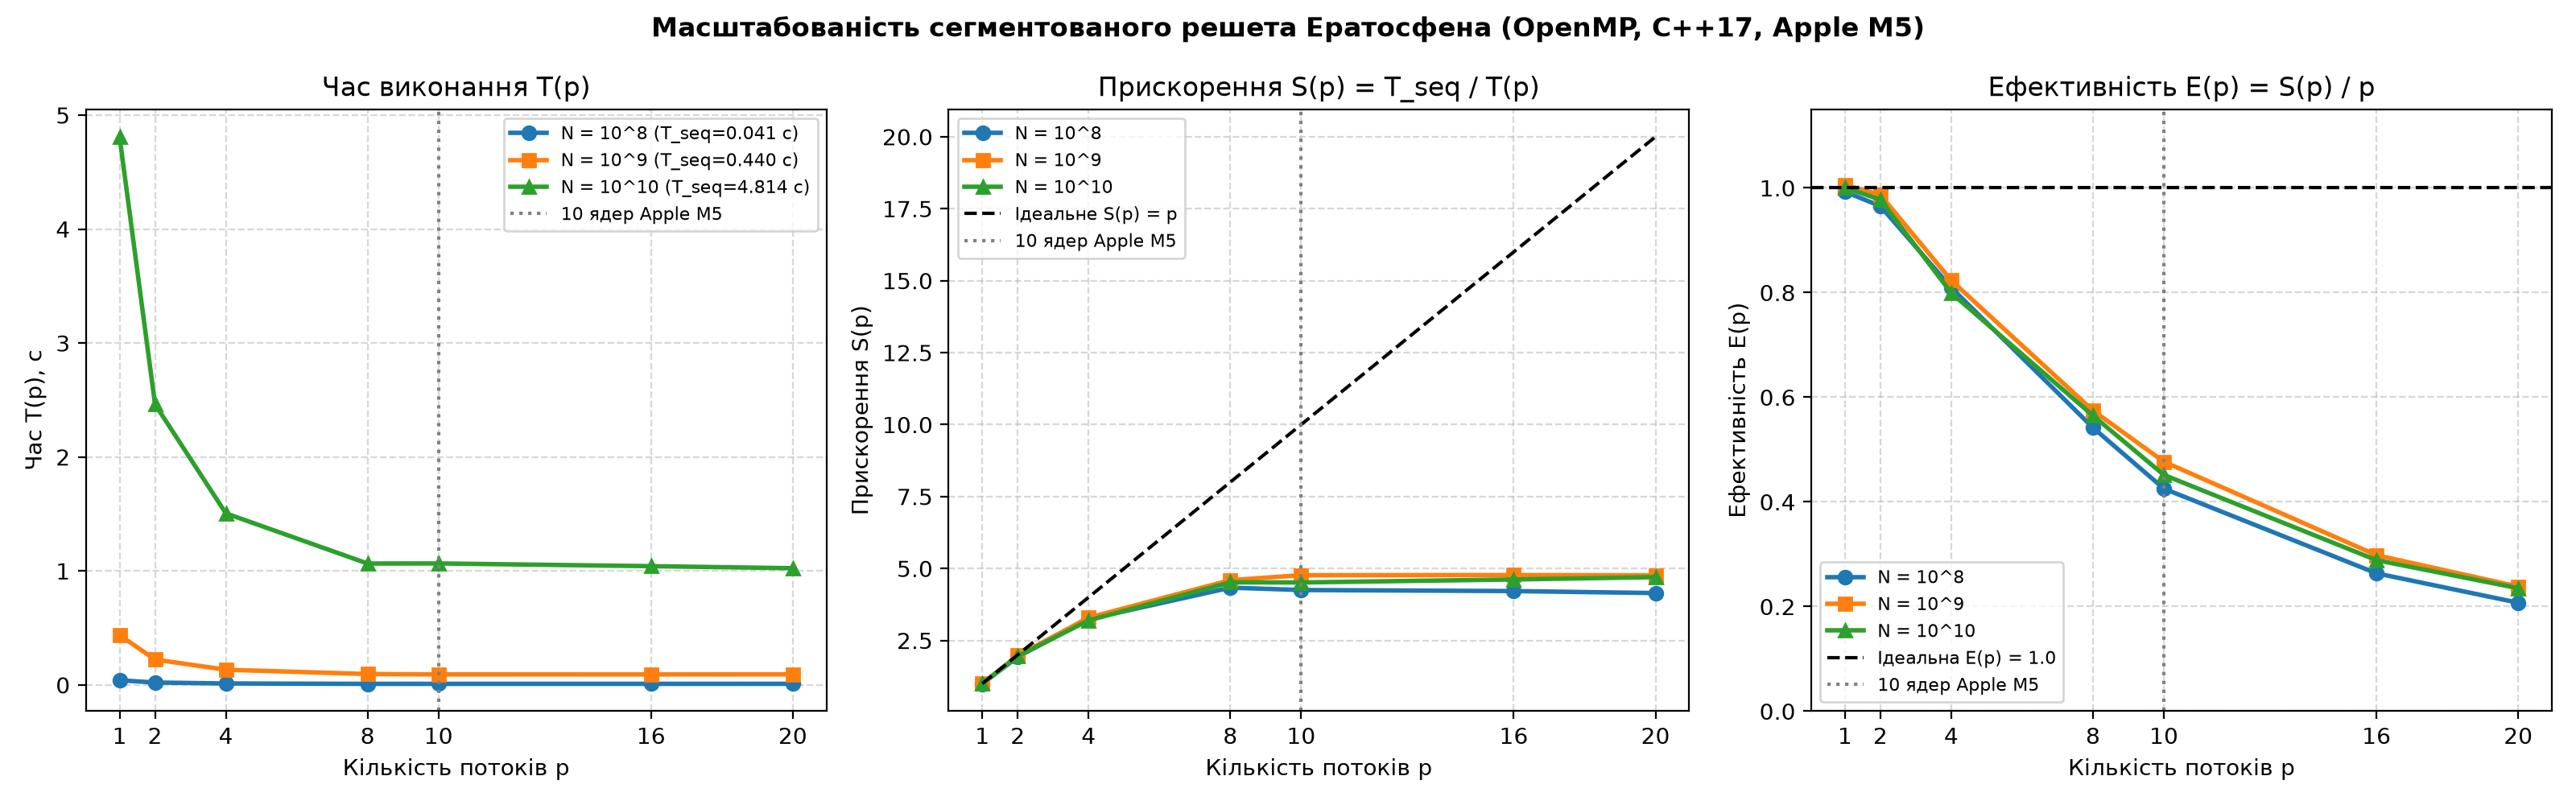 Масштабованість сегментованого решета Ератосфена (OpenMP, C++17, Apple M5)
Час виконання T(p)
Час T(p), с
5
4
3
2
1
0
N = 10^8 (T_seq=0.041 с)
N = 10^9 (T_seq=0.440 с)
N = 10^10 (T_seq=4.814 с)
10 ядер Apple M5
1 2 4 8 10 16 20
Кількість потоків p
Прискорення S(p) = T_seq / T(p)
Прискорення S(p)
20.0
17.5
15.0
12.5
10.0
7.5
5.0
2.5
N = 10^8
N = 10^9
N = 10^10
Ідеальне S(p) = p
10 ядер Apple M5
1 2 4 8 10 16 20
Кількість потоків p
Ефективність E(p) = S(p) / p
Ефективність E(p)
1.0
0.8
0.6
0.4
0.2
0.0
N = 10^8
N = 10^9
N = 10^10
Ідеальна E(p) = 1.0
10 ядер Apple M5
1 2 4 8 10 16 20
Кількість потоків p